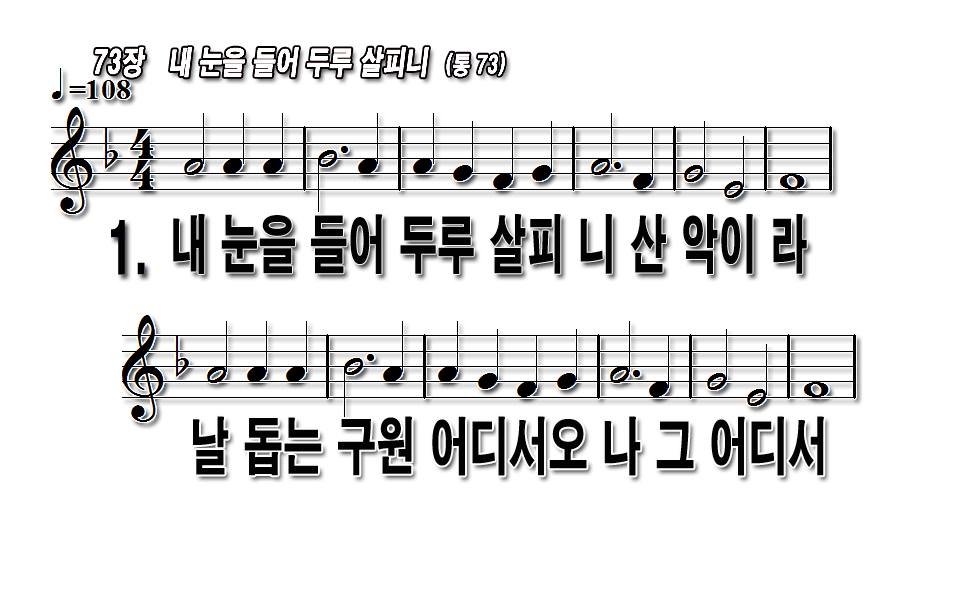 73장 내 눈을 들어 두루 살피니 (통 73)
♩=108
4
4
1. 내 눈을 들어 두루 살피 니 산 악이 라
날 돕는 구원 어디서오 나 그 어디서